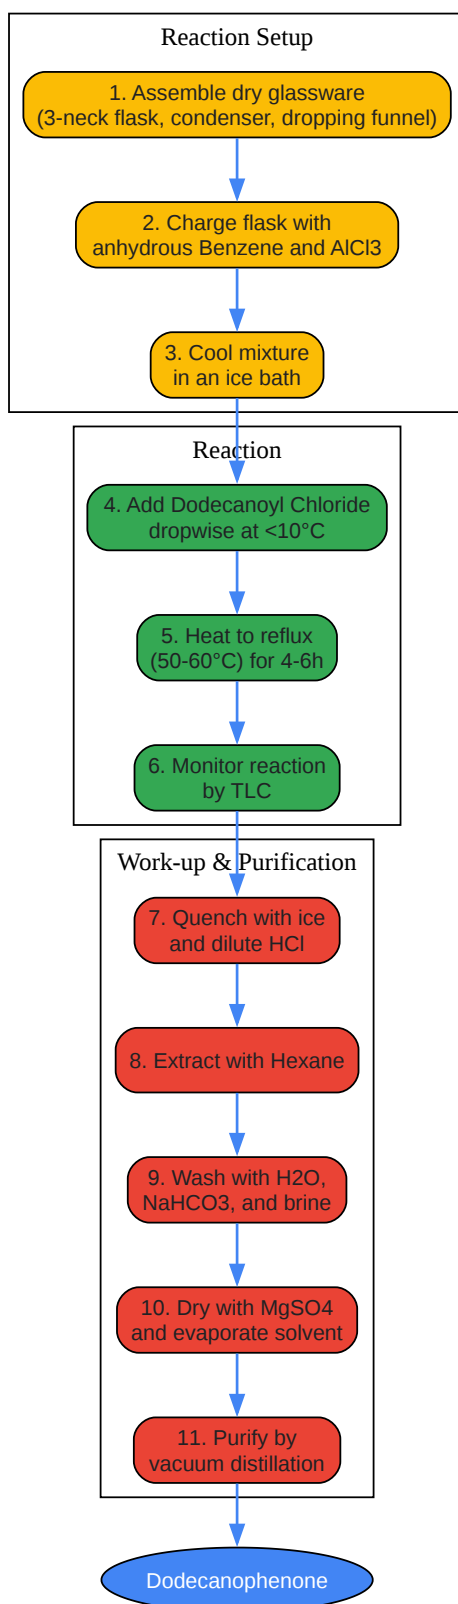 Reaction Setup
1. Assemble dry glassware
(3-neck flask, condenser, dropping funnel)
2. Charge flask with
anhydrous Benzene and AlCl3
3. Cool mixture
in an ice bath
Reaction
4. Add Dodecanoyl Chloride
dropwise at <10°C
5. Heat to reflux
(50-60°C) for 4-6h
6. Monitor reaction
by TLC
Work-up & Purification
7. Quench with ice
and dilute HCl
8. Extract with Hexane
9. Wash with H2O,
NaHCO3, and brine
10. Dry with MgSO4
and evaporate solvent
11. Purify by
vacuum distillation
Dodecanophenone